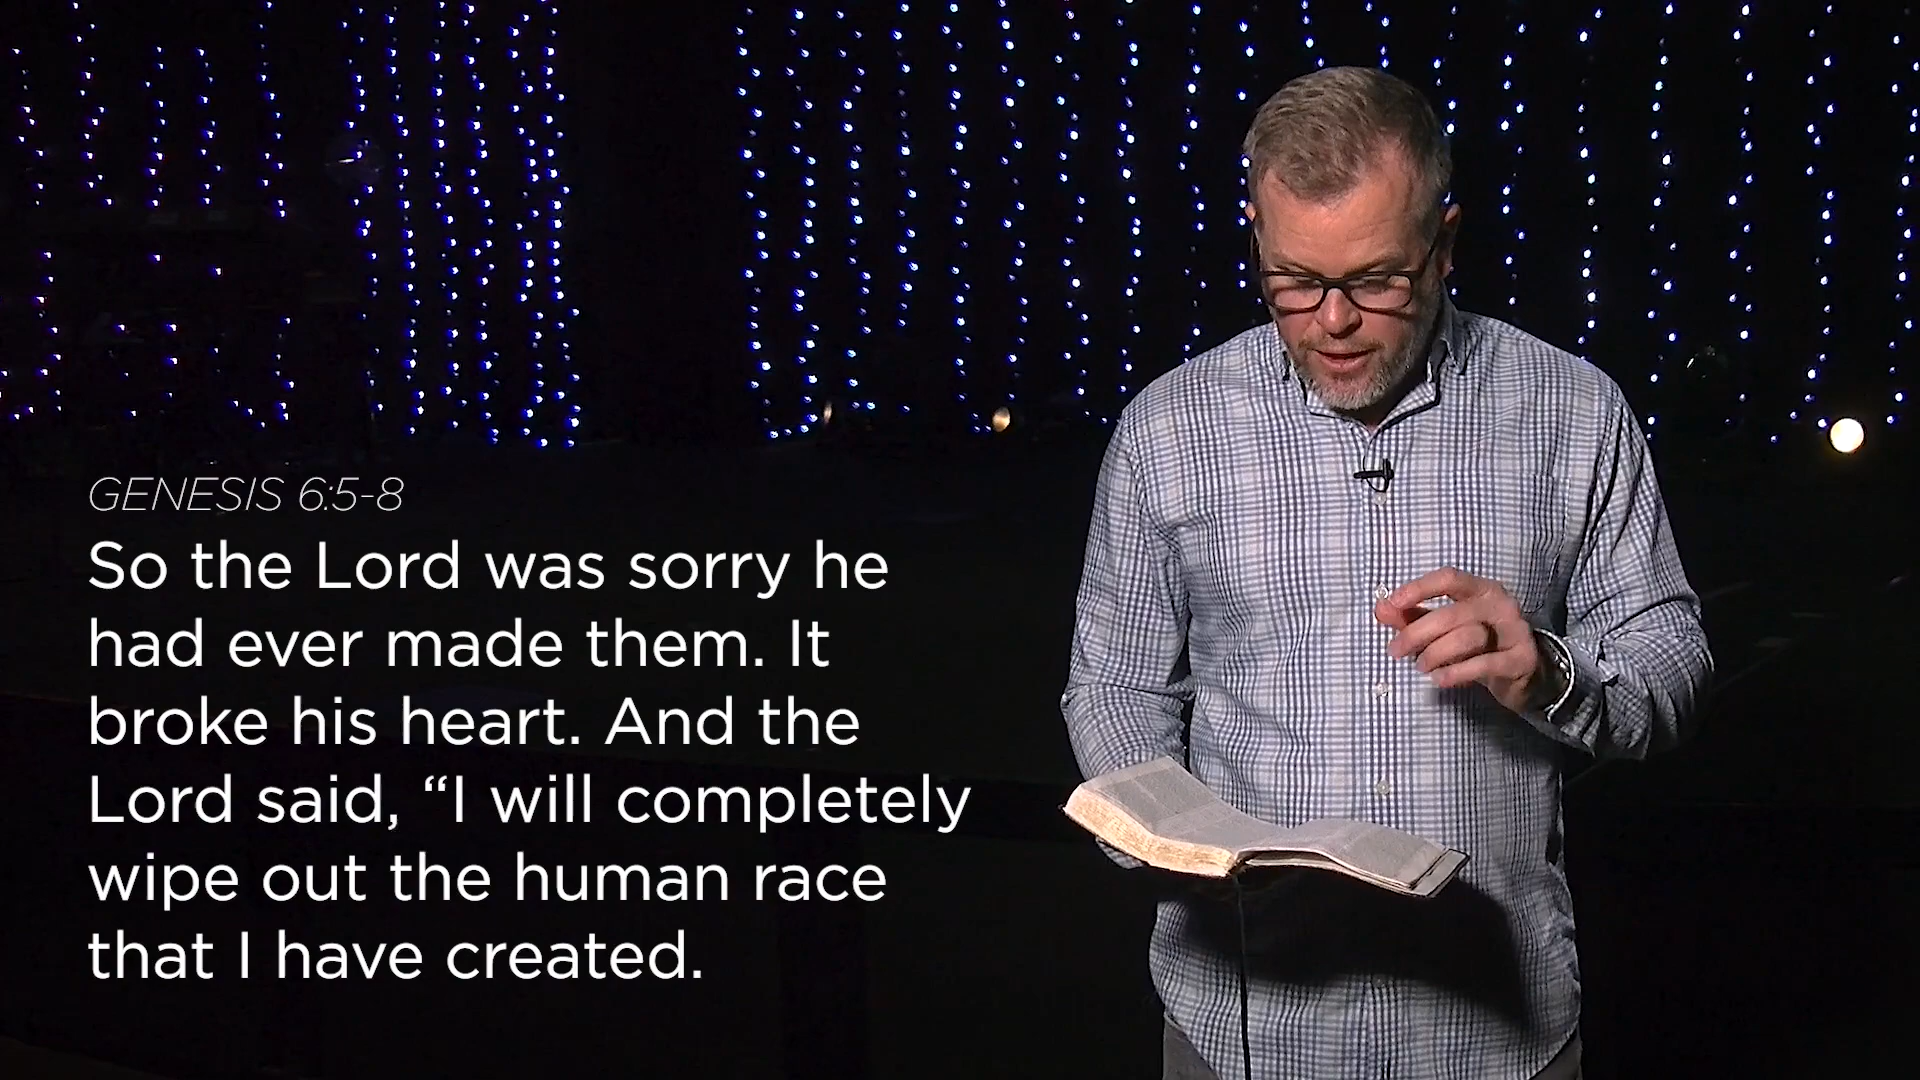 GENESIS 6:5-8
So the Lord was sorry he
had ever made them. It
broke his heart. And the
Lord said, “I will completely
wipe out the human race
that I have created.